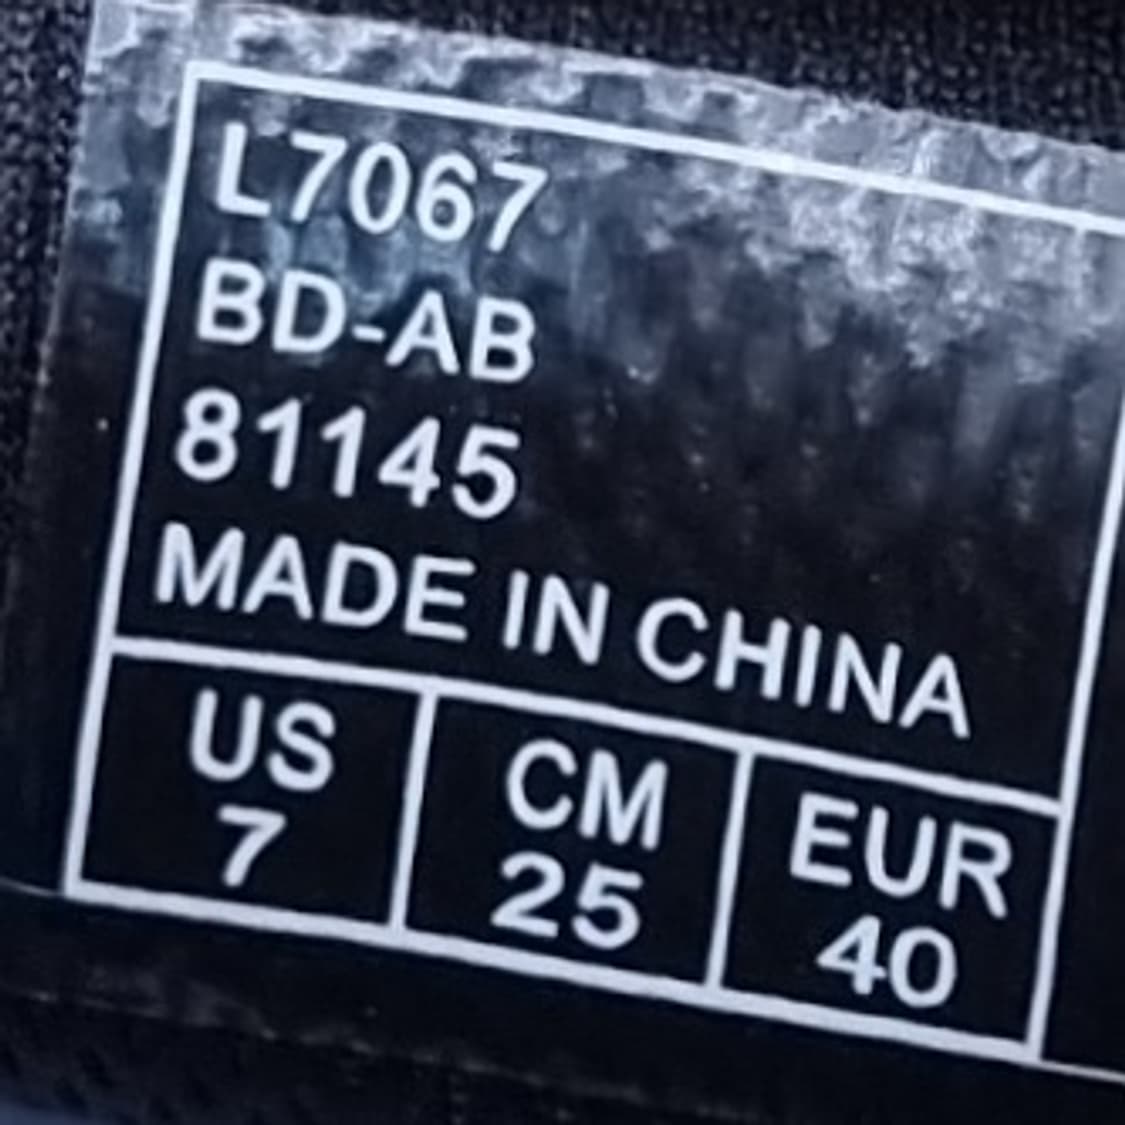 L7067
BD-AB
81145
MADE IN CHINA
US CM EUR
7 25 40